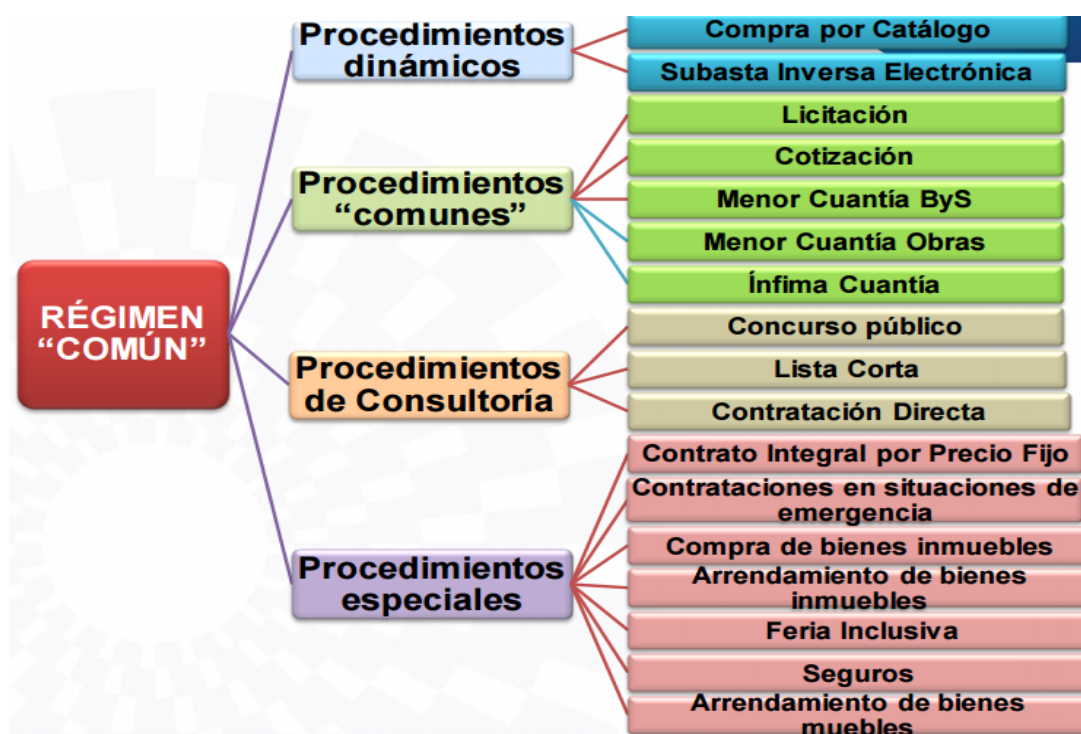 RÉGIMEN
“COMÚN”
Procedimientos
dinámicos
Compra por Catálogo
Subasta Inversa Electrónica
Procedimientos
“comunes”
Licitación
Cotización
Menor Cuantía ByS
Menor Cuantía Obras
Ínfima Cuantía
Procedimientos
de Consultoría
Concurso público
Lista Corta
Contratación Directa
Procedimientos
especiales
Contrato Integral por Precio Fijo
Contrataciones en situaciones de
emergencia
Compra de bienes inmuebles
Arrendamiento de bienes
inmuebles
Feria Inclusiva
Seguros
Arrendamiento de bienes
muebles